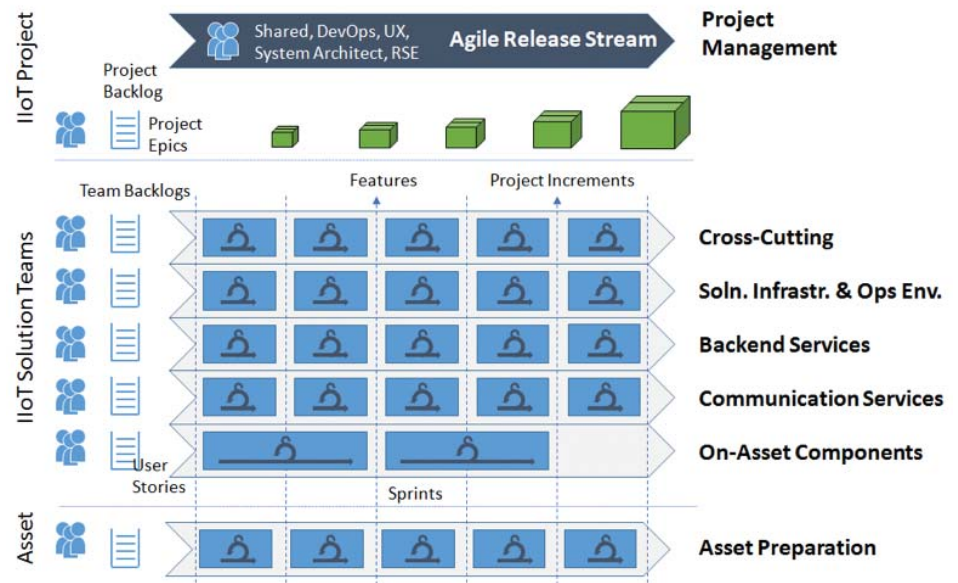 IIoT Project
Shared, DevOps, UX,
System Architect, RSE
Agile Release Stream
Project
Management
Project
Backlog
Project
Epics
Features
Project Increments
Team Backlogs
IIoT Solution Teams
Cross-Cutting
Soln. Infrastr. & Ops Env.
Backend Services
Communication Services
On-Asset Components
User
Stories
Sprints
Asset
Asset Preparation